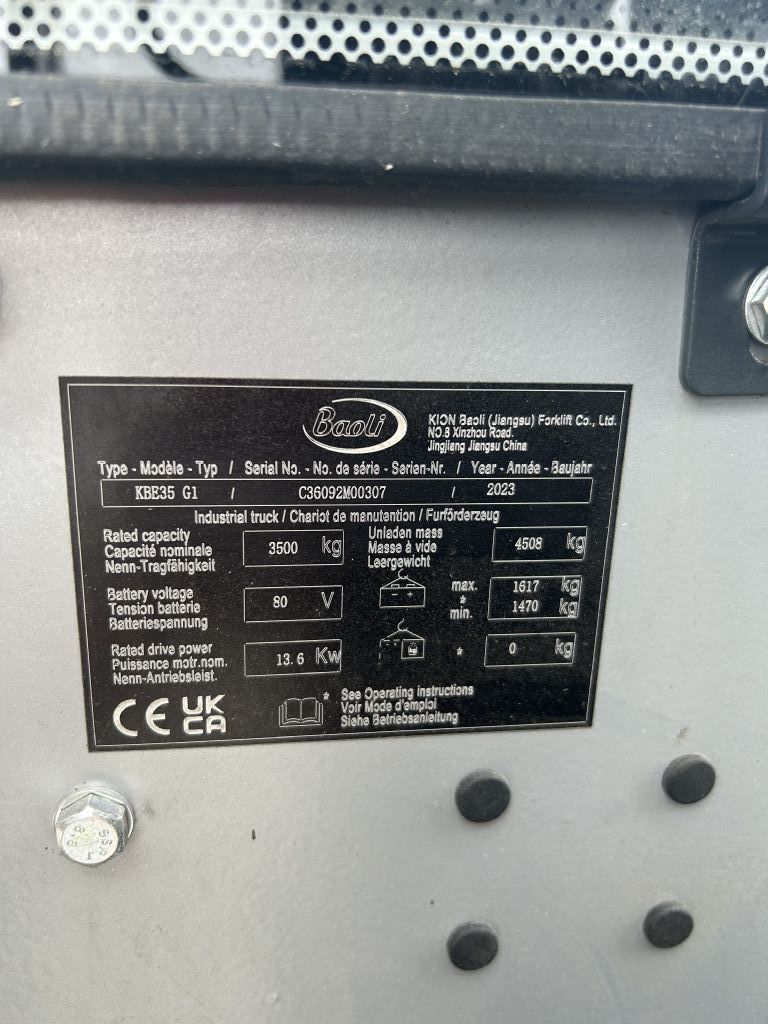 Baoli
KION Baoli (Jiangsu) Forklift Co., Ltd.
NO.8 Xinzhou Road.
Jingjiang Jiangsu China
Type - Modèle - Typ / Serial No. - No. de série - Serien-Nr. / Year - Année - Baujahr
KBE35 G1 / C36092M00307 / 2023
Industrial truck / Chariot de manutention / Furförderzeug
Rated capacity
Capacité nominale
Nenn-Tragfähigkeit
3500 kg
Unladen mass
Masse à vide
Leergewicht
4508 kg
Battery voltage
Tension batterie
Batteriespannung
80 V
- +
max. 1617 kg
*
min. 1470 kg
Rated drive power
Puissance motr.nom.
Nenn-Antriebsleist.
13.6 Kw
kg
* 0 kg
CE UK
CA
* See Operating instructions
Voir Mode d'emploi
Siehe Betriebsanleitung
8.8